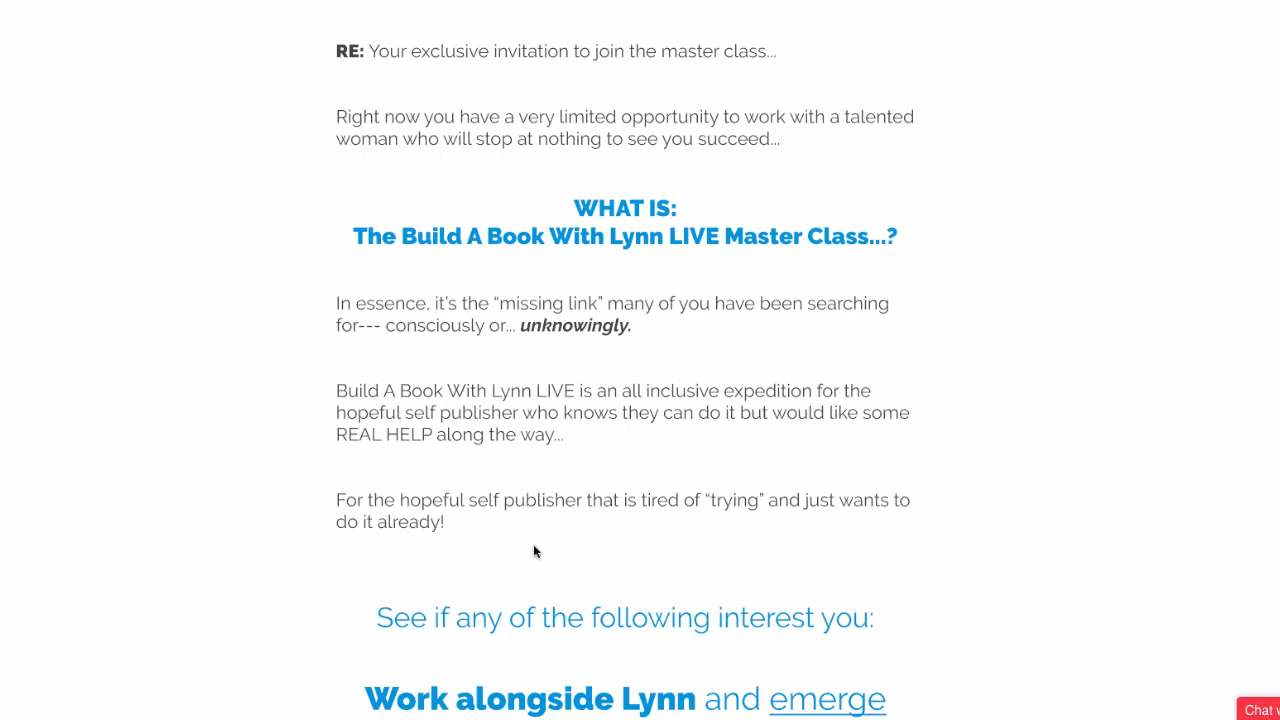 RE: Your exclusive invitation to join the master class...
Right now you have a very limited opportunity to work with a talented
woman who will stop at nothing to see you succeed...
WHAT IS:
The Build A Book With Lynn LIVE Master Class...?
In essence, it's the “missing link” many of you have been searching
for--- consciously or... unknowingly.
Build A Book With Lynn LIVE is an all inclusive expedition for the
hopeful self publisher who knows they can do it but would like some
REAL HELP along the way...
For the hopeful self publisher that is tired of “trying” and just wants to
do it already!
See if any of the following interest you:
Work alongside Lynn and emerge
Chat